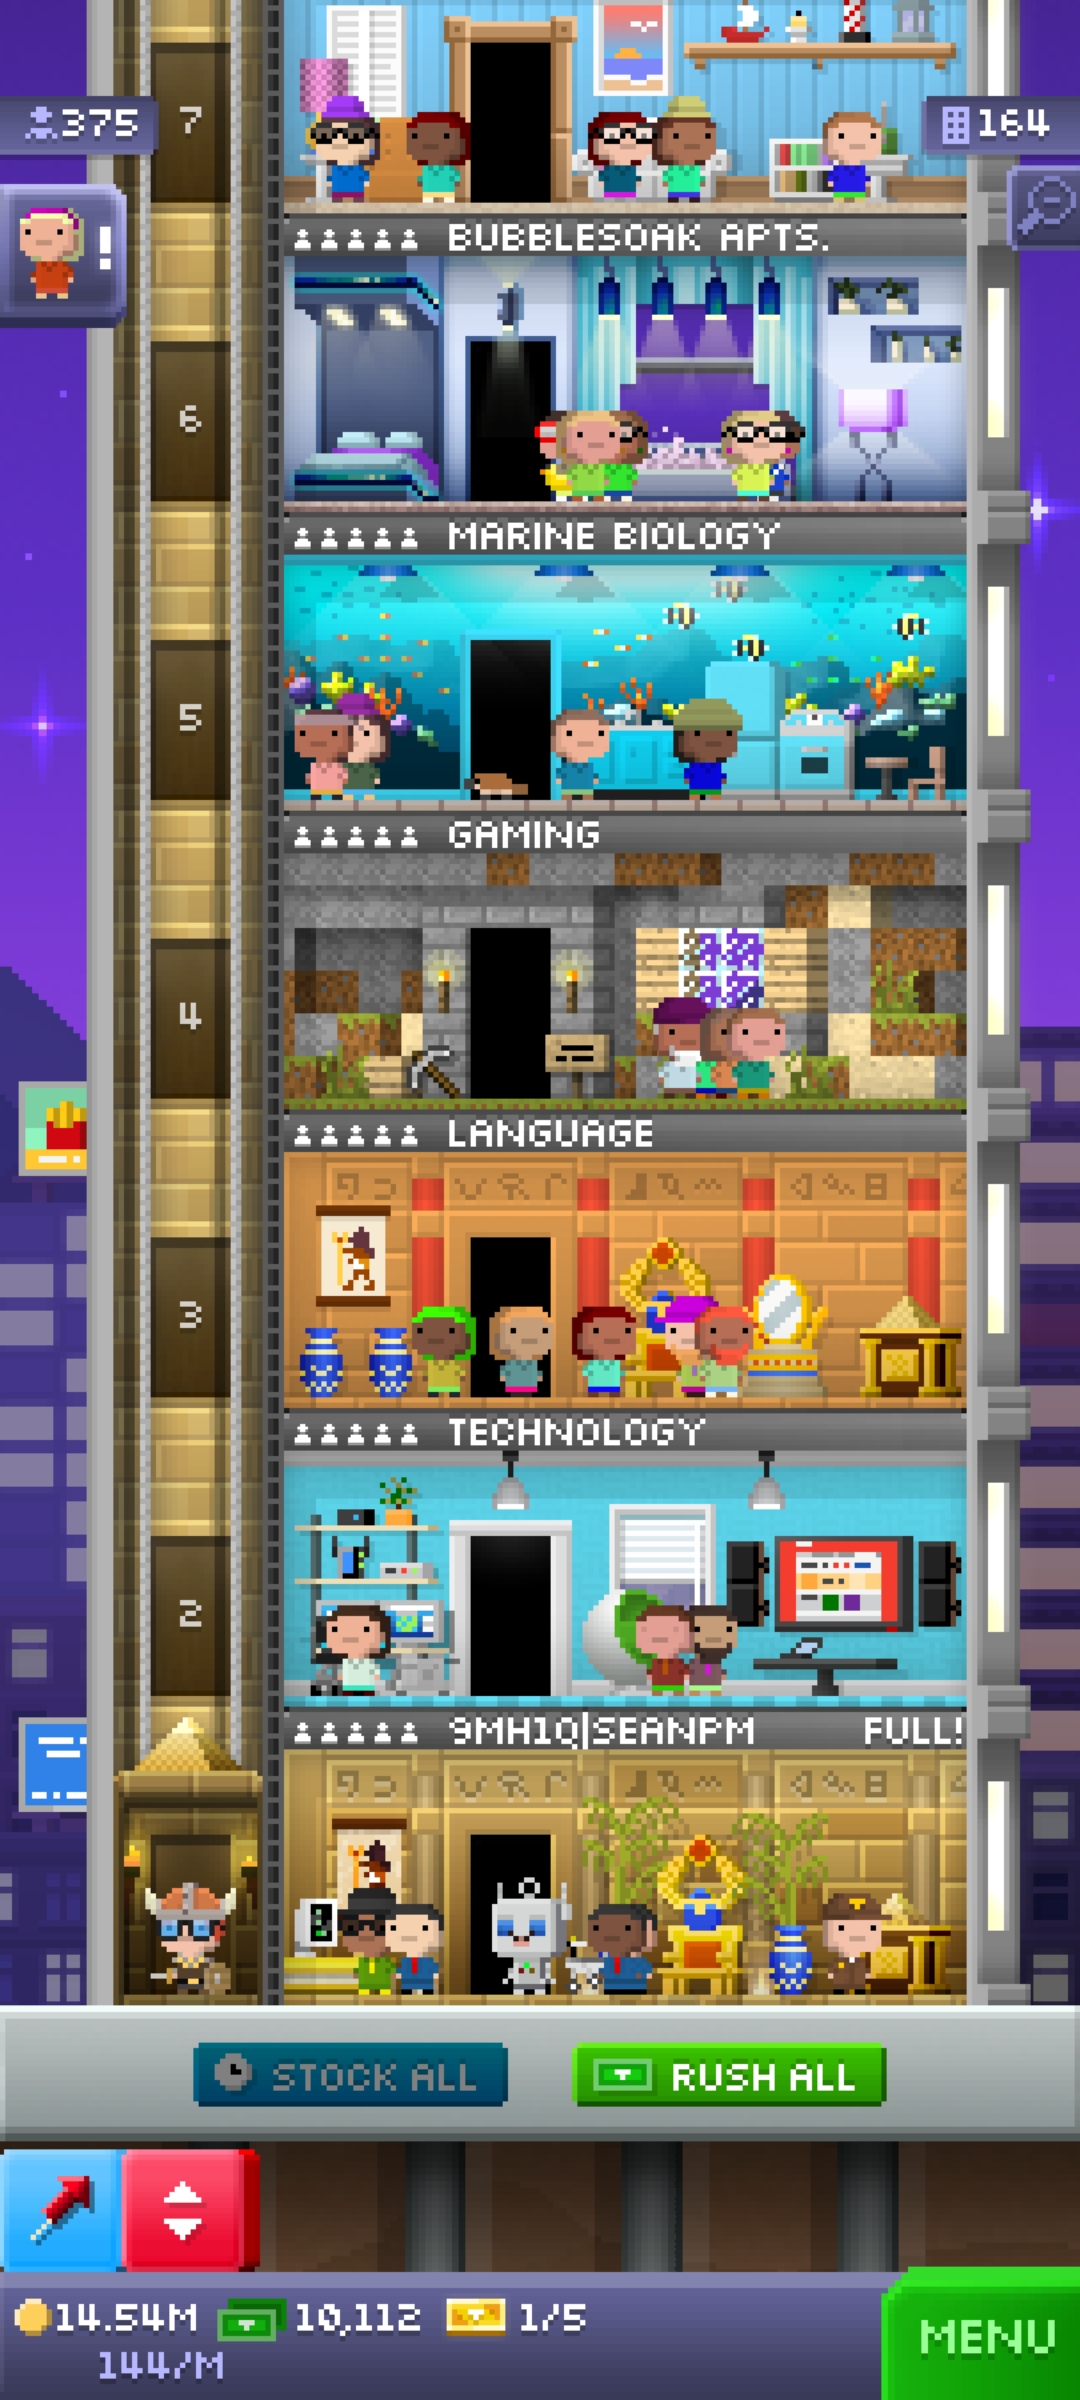 7
375
164
!
BUBBLESOAK APTS.
6
MARINE BIOLOGY
5
GAMING
4
LANGUAGE
3
TECHNOLOGY
2
9MH1Q|SEANPM FULL!
STOCK ALL
RUSH ALL
14.54M 10,112 1/5
144/M
MENU